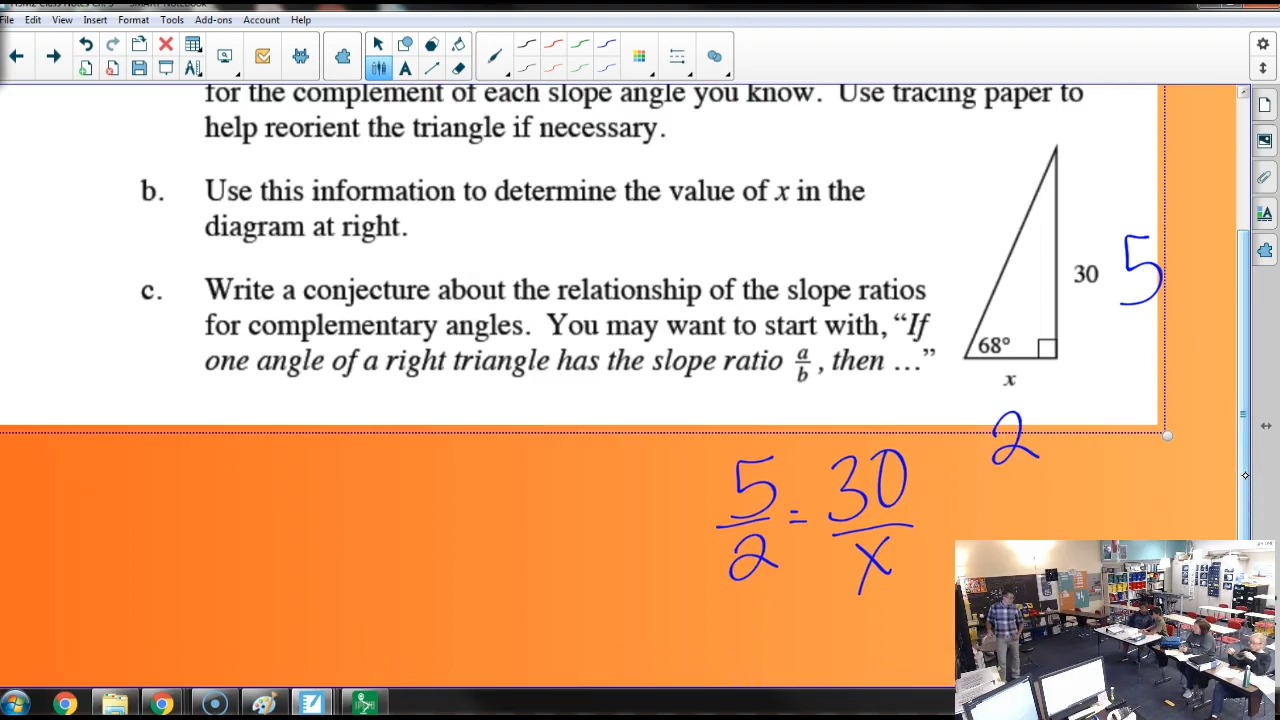 File Edit View Insert Format Tools Add-ons Account Help
for the complement of each slope angle you know. Use tracing paper to
help reorient the triangle if necessary.
b. Use this information to determine the value of x in the
diagram at right.
c. Write a conjecture about the relationship of the slope ratios
for complementary angles. You may want to start with, “If
one angle of a right triangle has the slope ratio a/b, then …”
30 5
68°
x
2
5/2 = 30/x